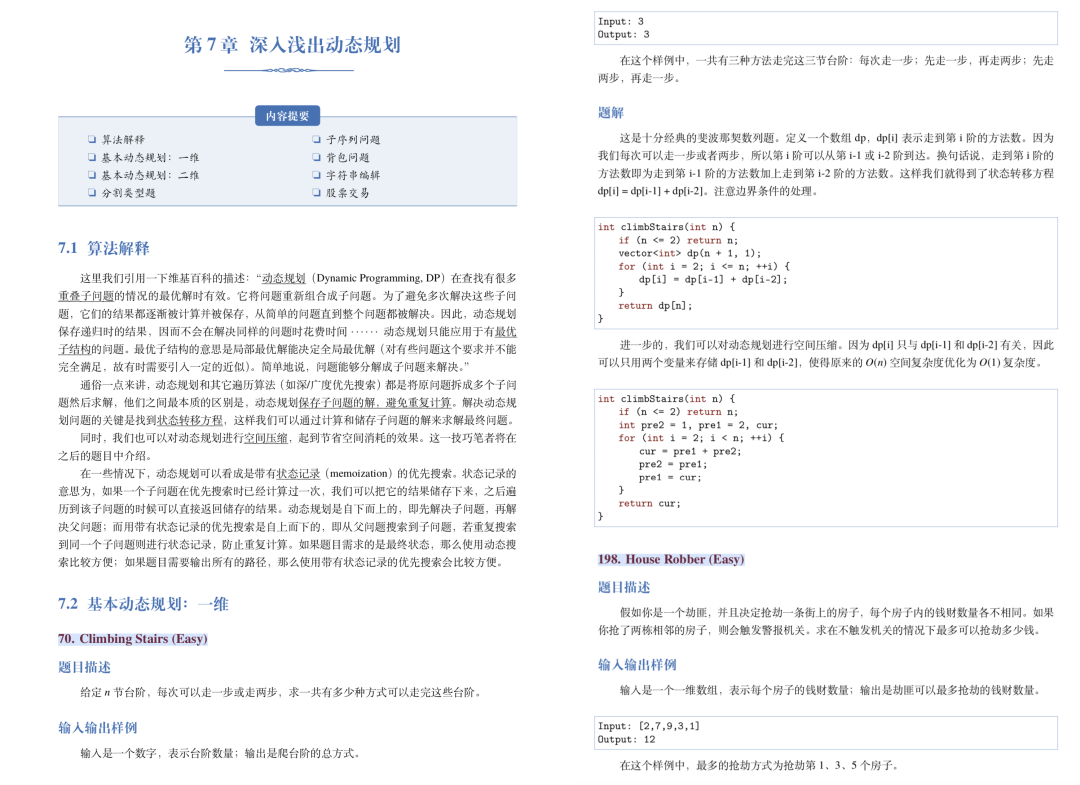 第 7 章 深入浅出动态规划
内容提要
❏ 算法解释
❏ 基本动态规划：一维
❏ 基本动态规划：二维
❏ 分割类型题
❏ 子序列问题
❏ 背包问题
❏ 字符串编辑
❏ 股票交易
7.1 算法解释
这里我们引用一下维基百科的描述：“动态规划（Dynamic Programming, DP）在查找有很多
重叠子问题的情况的最优解时有效。它将问题重新组合成子问题。为了避免多次解决这些子问
题，它们的结果都逐渐被计算并被保存，从简单的问题直到整个问题都被解决。因此，动态规划
保存递归时的结果，因而不会在解决同样的问题时花费时间 ······ 动态规划只能应用于有最优
子结构的问题。最优子结构的意思是局部最优解能决定全局最优解（对有些问题这个要求并不能
完全满足，故有时需要引入一定的近似）。简单地说，问题能够分解成子问题来解决。”
通俗一点来讲，动态规划和其它遍历算法（如深/广度优先搜索）都是将原问题拆成多个子问
题然后求解，他们之间最本质的区别是，动态规划保存子问题的解，避免重复计算。解决动态规
划问题的关键是找到状态转移方程，这样我们可以通过计算和储存子问题的解来求解最终问题。
同时，我们也可以对动态规划进行空间压缩，起到节省空间消耗的效果。这一技巧笔者将在
之后的题目中介绍。
在一些情况下，动态规划可以看成是带有状态记录（memoization）的优先搜索。状态记录的
意思为，如果一个子问题在优先搜索时已经计算过一次，我们可以把它的结果储存下来，之后遍
历到该子问题的时候可以直接返回储存的结果。动态规划是自下而上的，即先解决子问题，再解
决父问题；而用带有状态记录的优先搜索是自上而下的，即从父问题搜索到子问题，若重复搜索
到同一个子问题则进行状态记录，防止重复计算。如果题目需求的是最终状态，那么使用动态搜
索比较方便；如果题目需要输出所有的路径，那么使用带有状态记录的优先搜索会比较方便。
7.2 基本动态规划：一维
70. Climbing Stairs (Easy)
题目描述
给定 n 节台阶，每次可以走一步或走两步，求一共有多少种方式可以走完这些台阶。
输入输出样例
输入是一个数字，表示台阶数量；输出是爬台阶的总方式。
Input: 3
Output: 3
在这个样例中，一共有三种方法走完这三节台阶：每次走一步；先走一步，再走两步；先走
两步，再走一步。
题解
这是十分经典的斐波那契数列题。定义一个数组 dp，dp[i] 表示走到第 i 阶的方法数。因为
我们每次可以走一步或者两步，所以第 i 阶可以从第 i-1 或 i-2 阶到达。换句话说，走到第 i 阶的
方法数即为走到第 i-1 阶的方法数加上走到第 i-2 阶的方法数。这样我们就得到了状态转移方程
dp[i] = dp[i-1] + dp[i-2]。注意边界条件的处理。
int climbStairs(int n) {
if (n <= 2) return n;
vector<int> dp(n + 1, 1);
for (int i = 2; i <= n; ++i) {
dp[i] = dp[i-1] + dp[i-2];
}
return dp[n];
}
进一步的，我们可以对动态规划进行空间压缩。因为 dp[i] 只与 dp[i-1] 和 dp[i-2] 有关，因此
可以只用两个变量来存储 dp[i-1] 和 dp[i-2]，使得原来的 O(n) 空间复杂度优化为 O(1) 复杂度。
int climbStairs(int n) {
if (n <= 2) return n;
int pre2 = 1, pre1 = 2, cur;
for (int i = 2; i < n; ++i) {
cur = pre1 + pre2;
pre2 = pre1;
pre1 = cur;
}
return cur;
}
198. House Robber (Easy)
题目描述
假如你是一个劫匪，并且决定抢劫一条街上的房子，每个房子内的钱财数量各不相同。如果
你抢了两栋相邻的房子，则会触发警报机关。求在不触发机关的情况下最多可以抢劫多少钱。
输入输出样例
输入是一个一维数组，表示每个房子的钱财数量；输出是劫匪可以最多抢劫的钱财数量。
Input: [2,7,9,3,1]
Output: 12
在这个样例中，最多的抢劫方式为抢劫第 1、3、5 个房子。